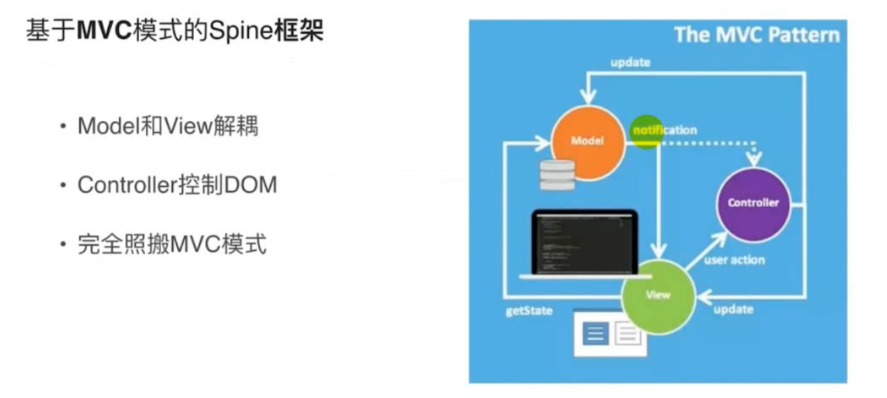 基于MVC模式的Spine框架
• Model和View解耦
• Controller控制DOM
• 完全照搬MVC模式
The MVC Pattern
update
Model
notification
Controller
user action
View
getState
update